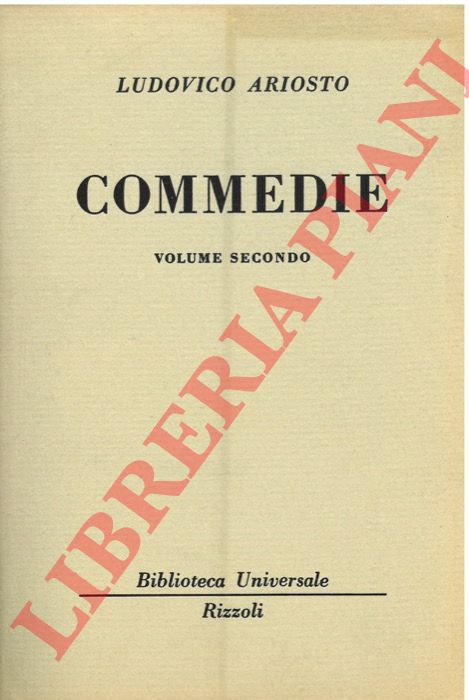 LUDOVICO ARIOSTO
COMMEDIE
VOLUME SECONDO
LIBRERIA PIANI
Biblioteca Universale
Rizzoli